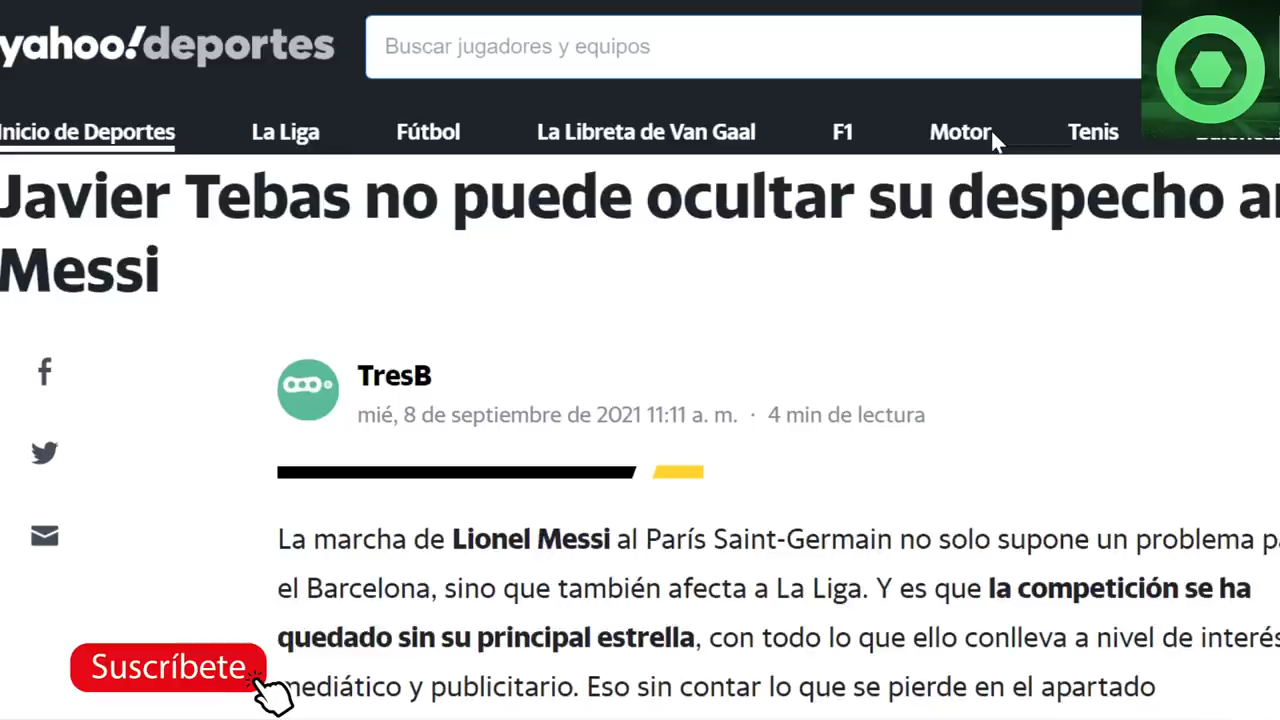 yahoo!deportes
Buscar jugadores y equipos
Inicio de Deportes La Liga Fútbol La Libreta de Van Gaal F1 Motor Tenis
Javier Tebas no puede ocultar su despecho
Messi
TresB
mié, 8 de septiembre de 2021 11:11 a. m. · 4 min de lectura
La marcha de Lionel Messi al París Saint-Germain no solo supone un problema
el Barcelona, sino que también afecta a La Liga. Y es que la competición se ha
quedado sin su principal estrella, con todo lo que ello conlleva a nivel de interés
mediático y publicitario. Eso sin contar lo que se pierde en el apartado
Suscríbete